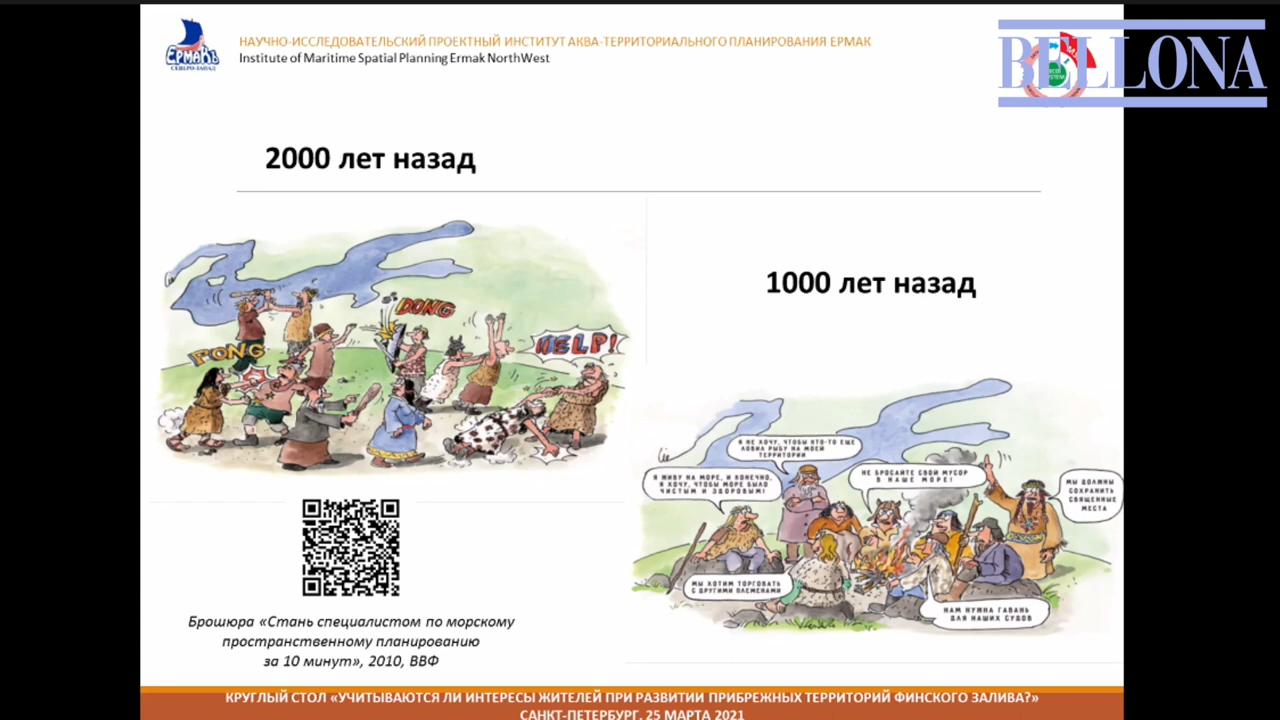 ЕРМАКЪ
СЕВЕРО-ЗАПАД
НАУЧНО-ИССЛЕДОВАТЕЛЬСКИЙ ПРОЕКТНЫЙ ИНСТИТУТ АКВА-ТЕРРИТОРИАЛЬНОГО ПЛАНИРОВАНИЯ ЕРМАК
Institute of Maritime Spatial Planning Ermak NorthWest
BELLONA
2000 лет назад
DONG
HELP!
PONG
1000 лет назад
Я НЕ ХОЧУ, ЧТОБЫ КТО-ТО ЕЩЕ
ЛОВИЛ РЫБУ НА МОЕЙ
ТЕРРИТОРИИ
Я ЖИВУ НА МОРЕ, И КОНЕЧНО,
Я ХОЧУ, ЧТОБЫ МОРЕ БЫЛО
ЧИСТЫМ И ЗДОРОВЫМ!
НЕ БРОСАЙТЕ СВОЙ МУСОР
В НАШЕ МОРЕ!
МЫ ДОЛЖНЫ
СОХРАНИТЬ
СВЯЩЕННЫЕ
МЕСТА
МЫ ХОТИМ ТОРГОВАТЬ
С ДРУГИМИ ПЛЕМЕНАМИ
НАМ НУЖНА ГАВАНЬ
ДЛЯ НАШИХ СУДОВ
Брошюра «Стань специалистом по морскому
пространственному планированию
за 10 минут», 2010, ВВФ
КРУГЛЫЙ СТОЛ «УЧИТЫВАЮТСЯ ЛИ ИНТЕРЕСЫ ЖИТЕЛЕЙ ПРИ РАЗВИТИИ ПРИБРЕЖНЫХ ТЕРРИТОРИЙ ФИНСКОГО ЗАЛИВА?»
САНКТ-ПЕТЕРБУРГ, 25 МАРТА 2021